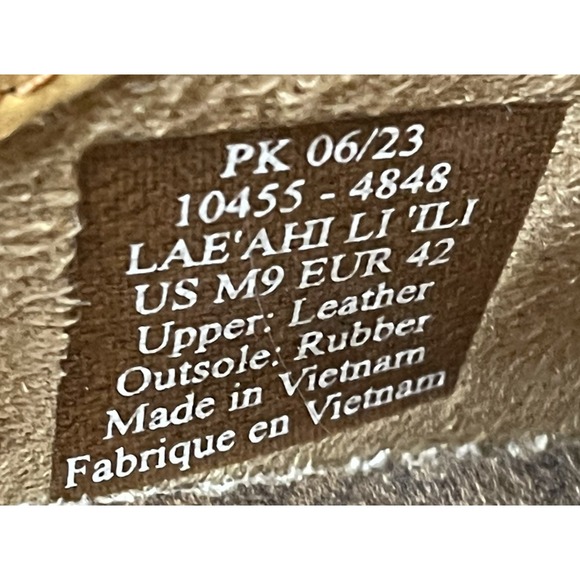 PK 06/23
10455 - 4848
LAE'AHI LI 'ILI
US M9 EUR 42
Upper: Leather
Outsole: Rubber
Made in Vietnam
Fabrique en Vietnam